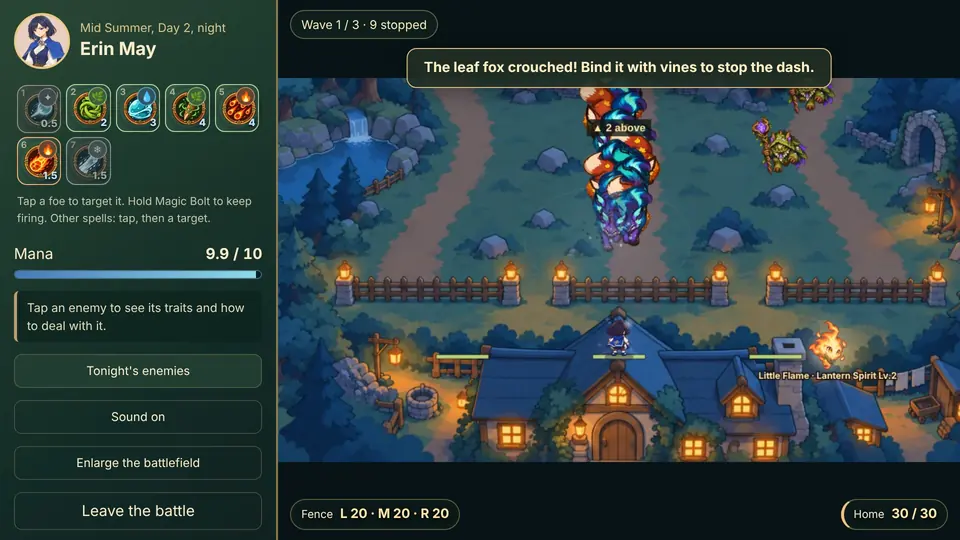 Mid Summer, Day 2, night
Erin May
1
0.5
2
2
3
3
4
4
5
4
6
1.5
7
1.5
Tap a foe to target it. Hold Magic Bolt to keep
firing. Other spells: tap, then a target.
Mana
9.9 / 10
Tap an enemy to see its traits and how
to deal with it.
Tonight's enemies
Sound on
Enlarge the battlefield
Leave the battle
Wave 1 / 3 · 9 stopped
The leaf fox crouched! Bind it with vines to stop the dash.
▲ 2 above
Little Flame · Lantern Spirit Lv.2
Fence L 20 · M 20 · R 20
Home 30 / 30